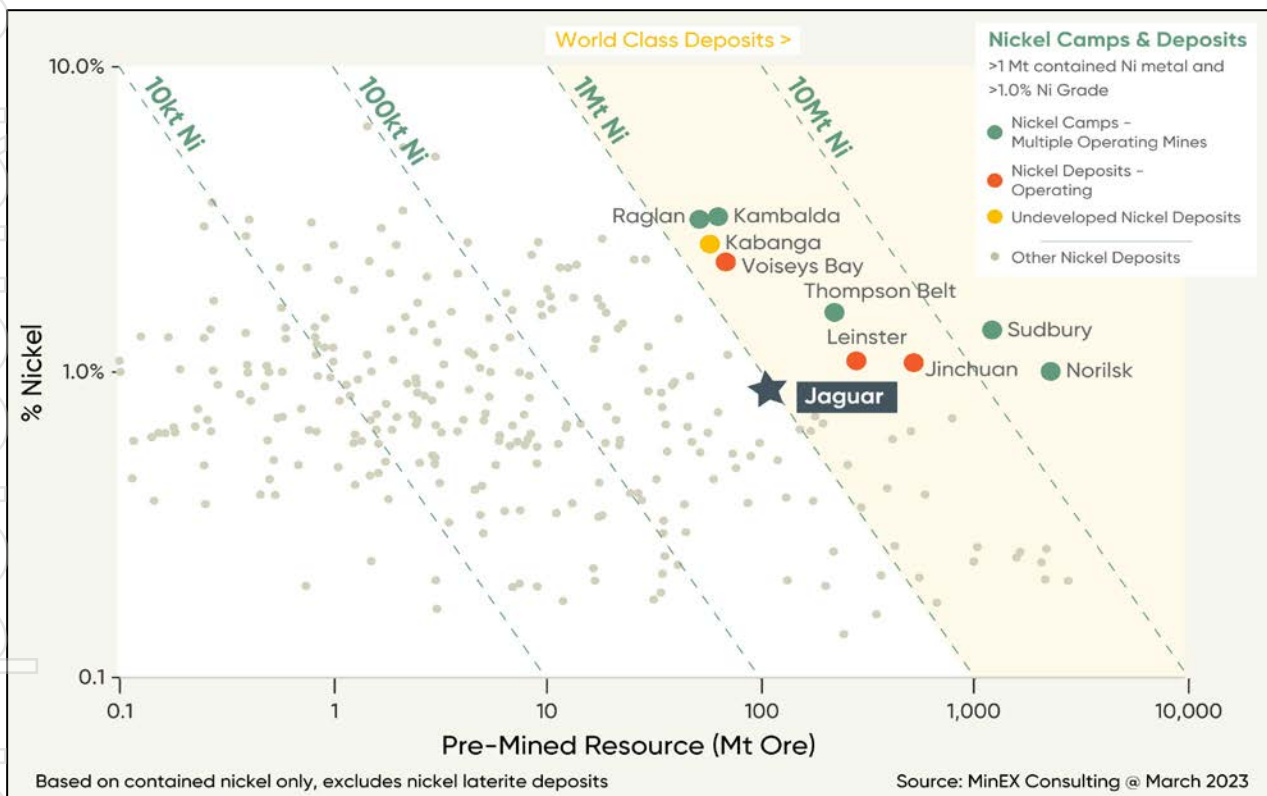 World Class Deposits >
Nickel Camps & Deposits
>1 Mt contained Ni metal and
>1.0% Ni Grade
Nickel Camps -
Multiple Operating Mines
Nickel Deposits -
Operating
Undeveloped Nickel Deposits
Other Nickel Deposits
10.0%
1.0%
0.1
% Nickel
10kt Ni
100kt Ni
1Mt Ni
10Mt Ni
Raglan
Kambalda
Kabanga
Voiseys Bay
Thompson Belt
Leinster
Sudbury
Jinchuan
Norilsk
Jaguar
0.1
1
10
100
1,000
10,000
Pre-Mined Resource (Mt Ore)
Based on contained nickel only, excludes nickel laterite deposits
Source: MinEX Consulting @ March 2023